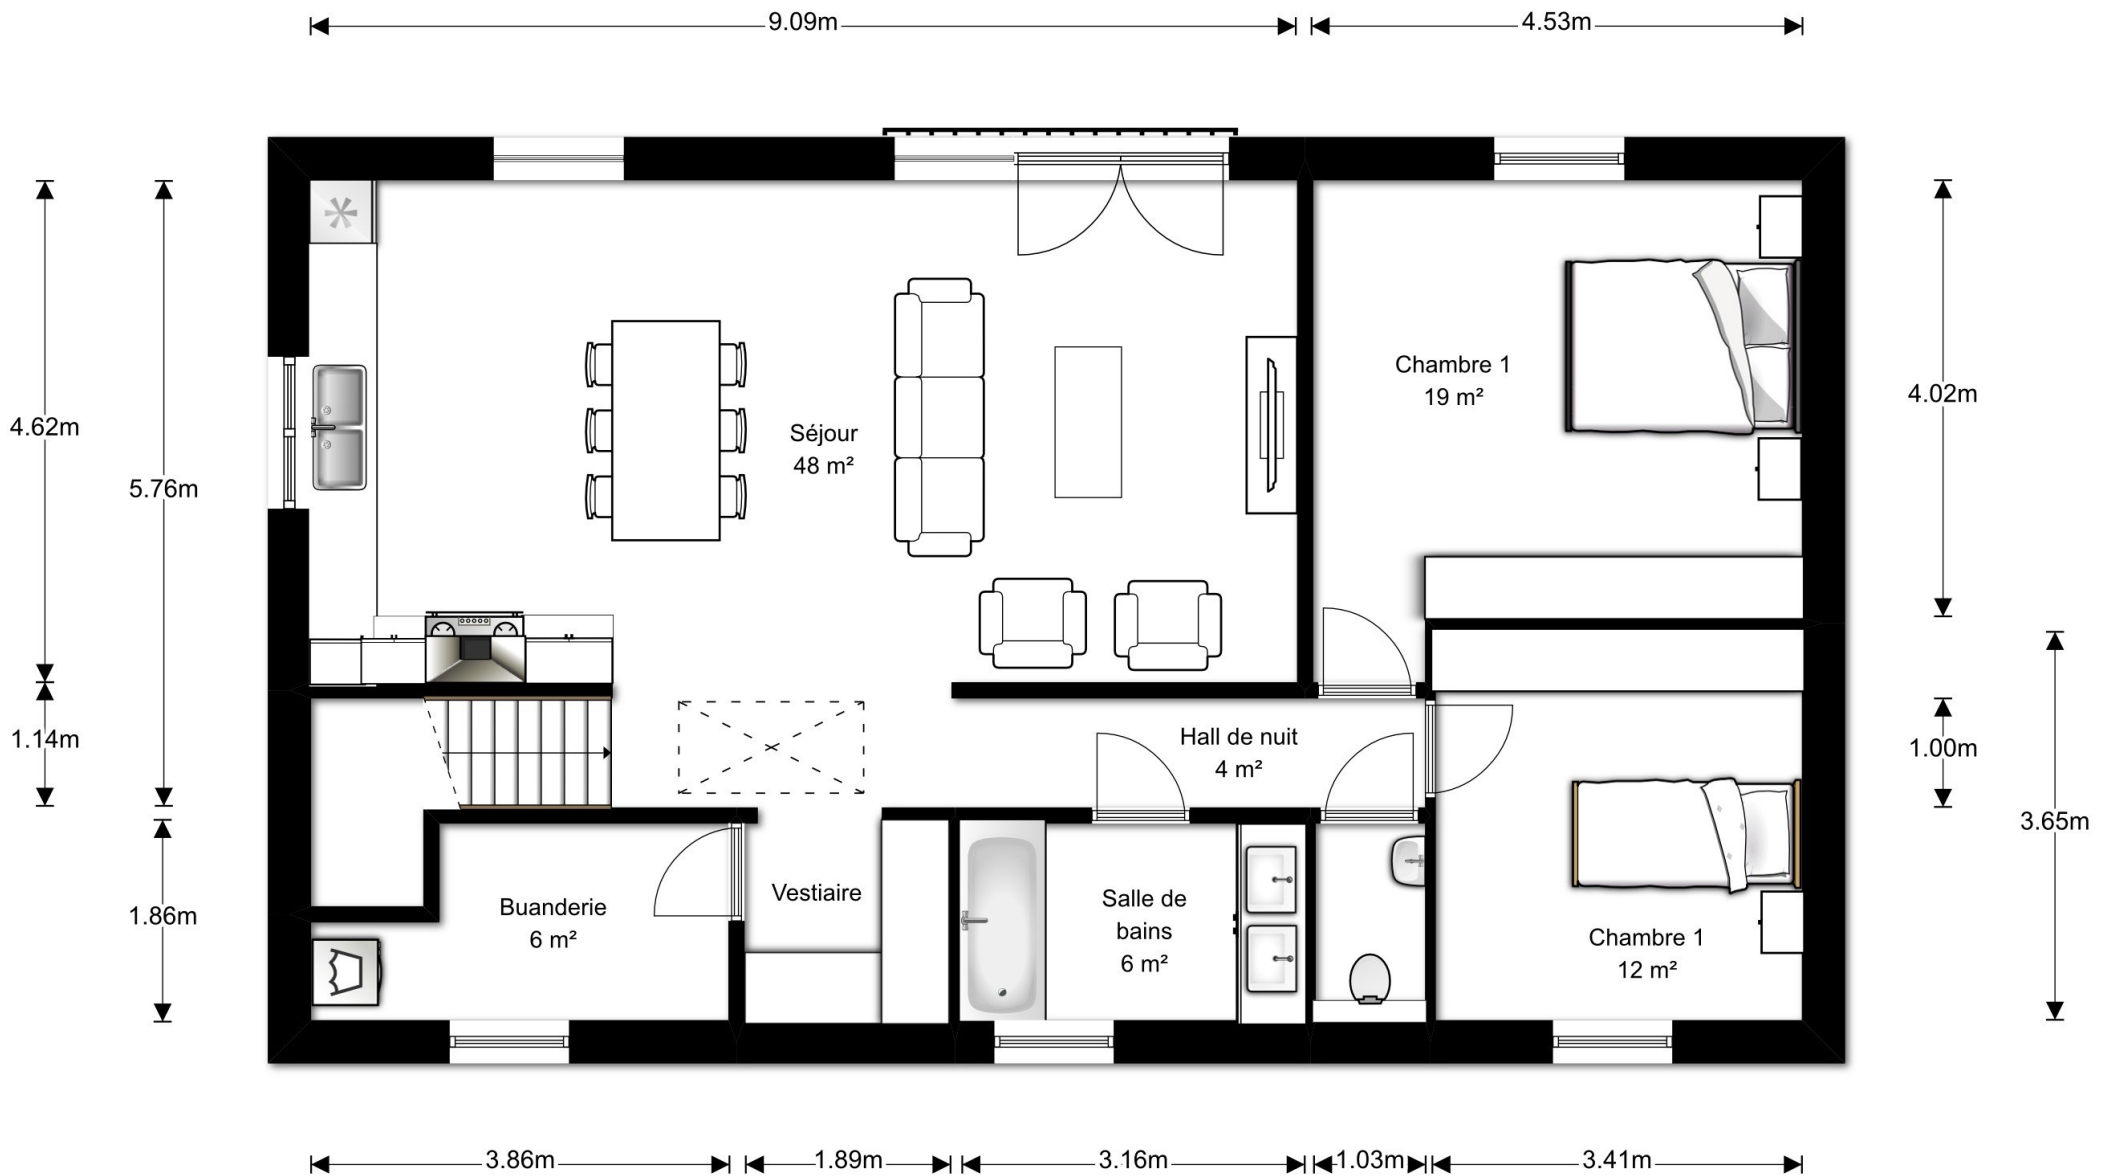 9.09m
4.53m
4.62m
5.76m
1.14m
1.86m
Séjour
48 m²
Chambre 1
19 m²
4.02m
1.00m
3.65m
Hall de nuit
4 m²
Buanderie
6 m²
Vestiaire
Salle de
bains
6 m²
Chambre 1
12 m²
3.86m
1.89m
3.16m
1.03m
3.41m